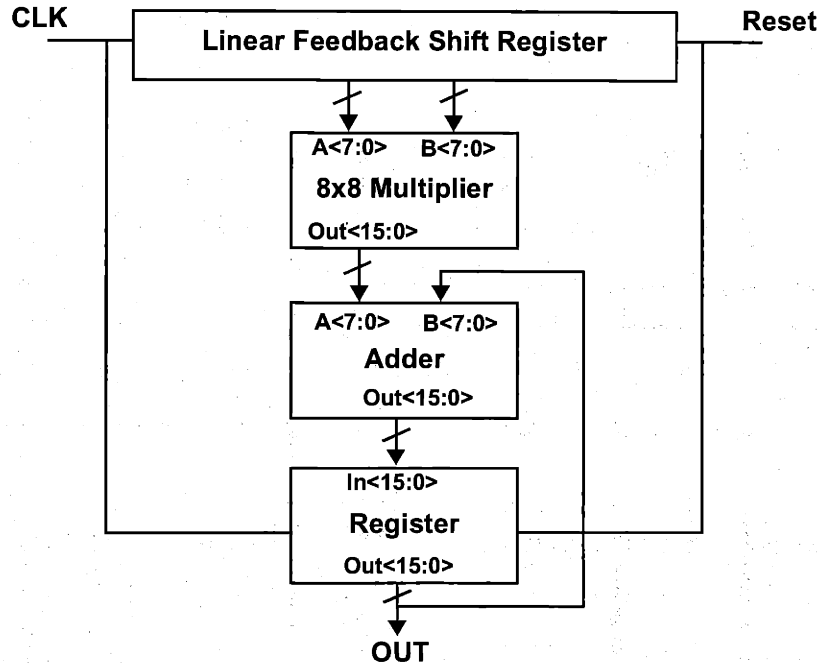 CLK
Reset
Linear Feedback Shift Register
A<7:0> B<7:0>
8x8 Multiplier
Out<15:0>
A<7:0> B<7:0>
Adder
Out<15:0>
In<15:0>
Register
Out<15:0>
OUT